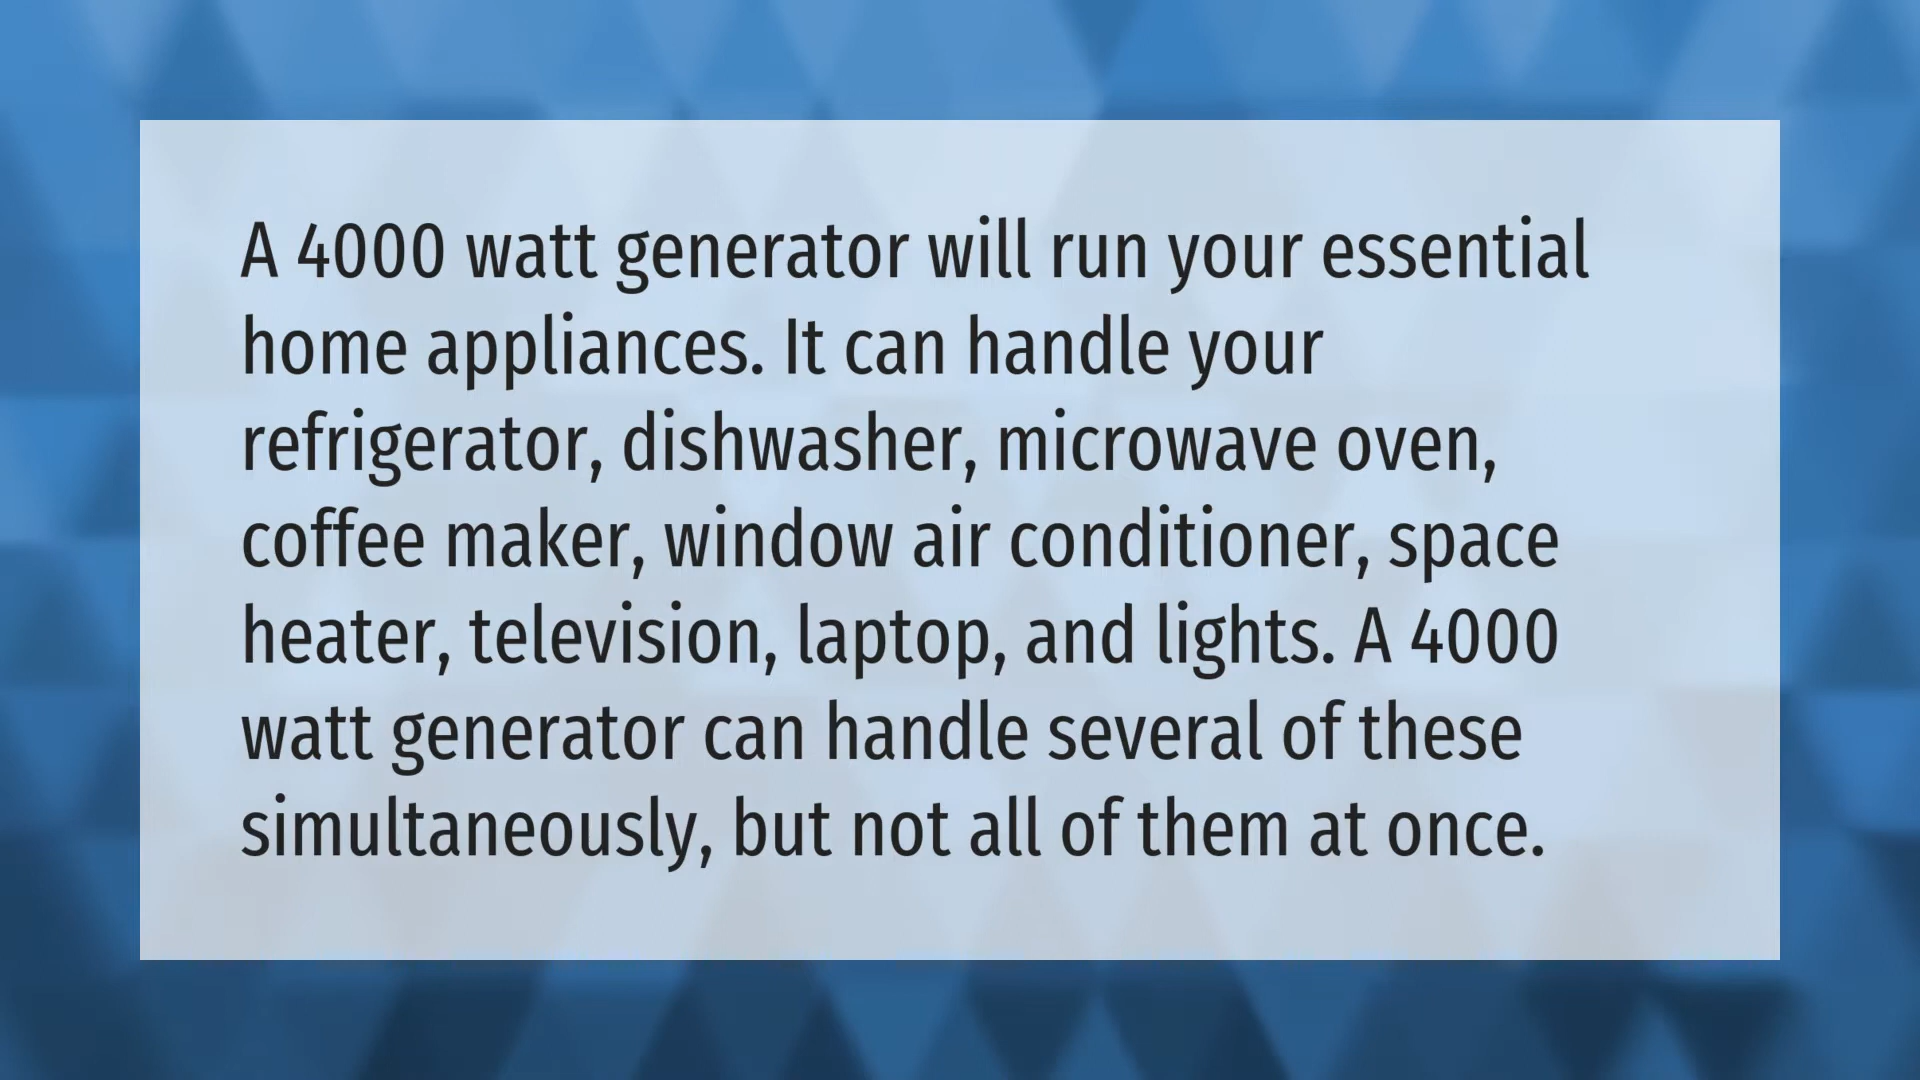 A 4000 watt generator will run your essential
home appliances. It can handle your
refrigerator, dishwasher, microwave oven,
coffee maker, window air conditioner, space
heater, television, laptop, and lights. A 4000
watt generator can handle several of these
simultaneously, but not all of them at once.